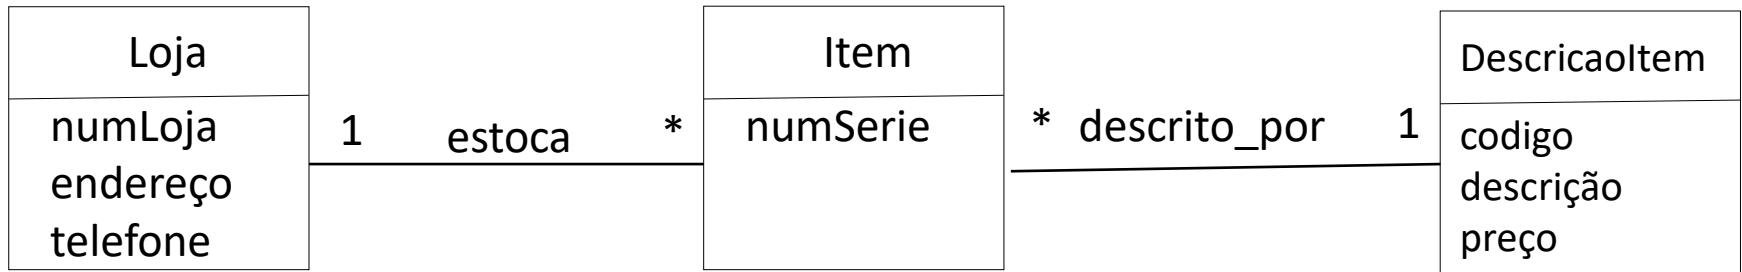 Loja
numLoja
endereço
telefone
1 estoca *
Item
numSerie
* descrito_por 1
DescricaoItem
codigo
descrição
preço